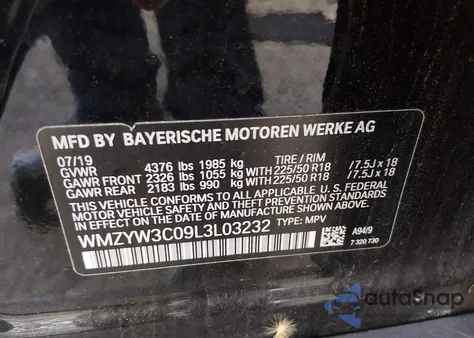 MFD BY BAYERISCHE MOTOREN WERKE AG
07/19 TIRE / RIM
GVWR 4376 lbs 1985 kg
GAWR FRONT 2326 lbs 1055 kg WITH 225/50 R18 /7.5J x 18
GAWR REAR 2183 lbs 990 kg WITH 225/50 R18 /7.5J x 18
THIS VEHICLE CONFORMS TO ALL APPLICABLE U. S. FEDERAL
MOTOR VEHICLE SAFETY AND THEFT PREVENTION STANDARDS
IN EFFECT ON THE DATE OF MANUFACTURE SHOWN ABOVE.
WMZYW3C09L3L03232 TYPE: MPV
A94/9
7 320 730
autoSnap